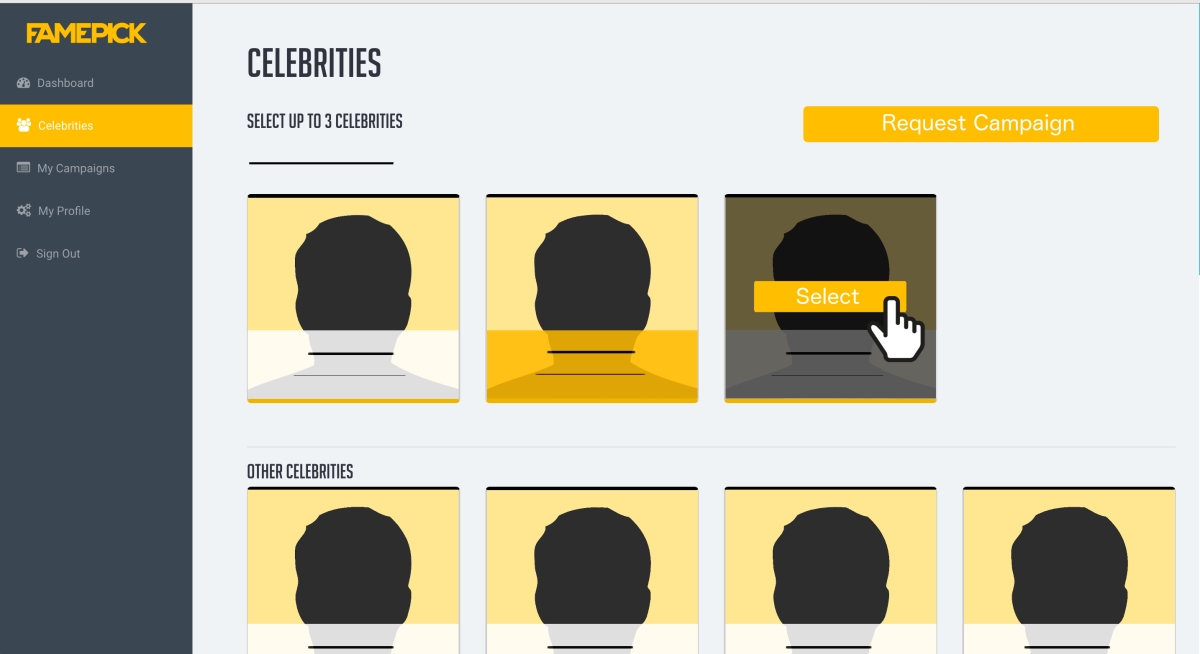 FAMEPICK
Dashboard
Celebrities
My Campaigns
My Profile
Sign Out
CELEBRITIES
SELECT UP TO 3 CELEBRITIES
Request Campaign
Select
OTHER CELEBRITIES